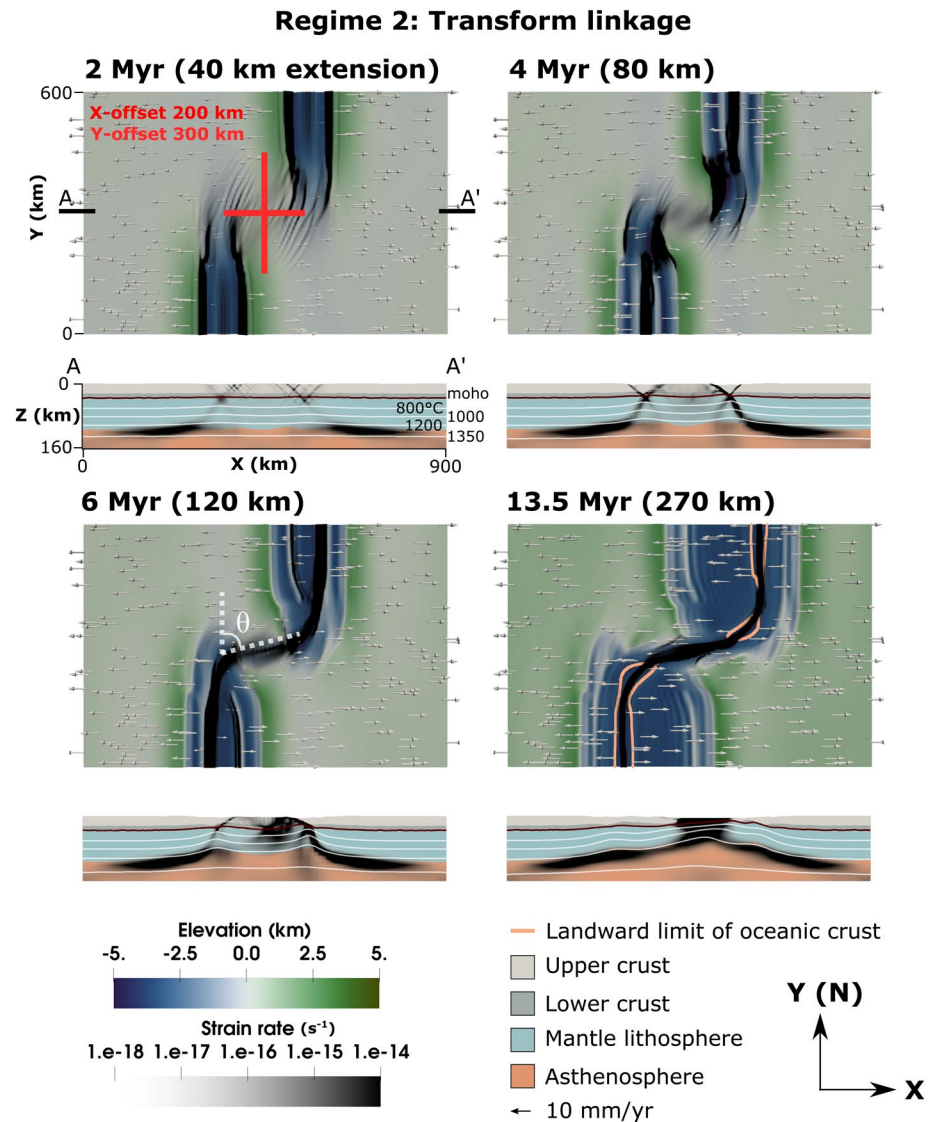 Regime 2: Transform linkage
2 Myr (40 km extension)
4 Myr (80 km)
600
X-offset 200 km
Y-offset 300 km
A
A'
Y (km)
0
A
A'
0
moho
Z (km)
800°C
1000
1200
1350
160
0
X (km)
900
6 Myr (120 km)
13.5 Myr (270 km)
θ
Elevation (km)
-5.
-2.5
0.0
2.5
5.
Strain rate (s⁻¹)
1.e-18
1.e-17
1.e-16
1.e-15
1.e-14
Landward limit of oceanic crust
Upper crust
Lower crust
Mantle lithosphere
Asthenosphere
10 mm/yr
Y (N)
X